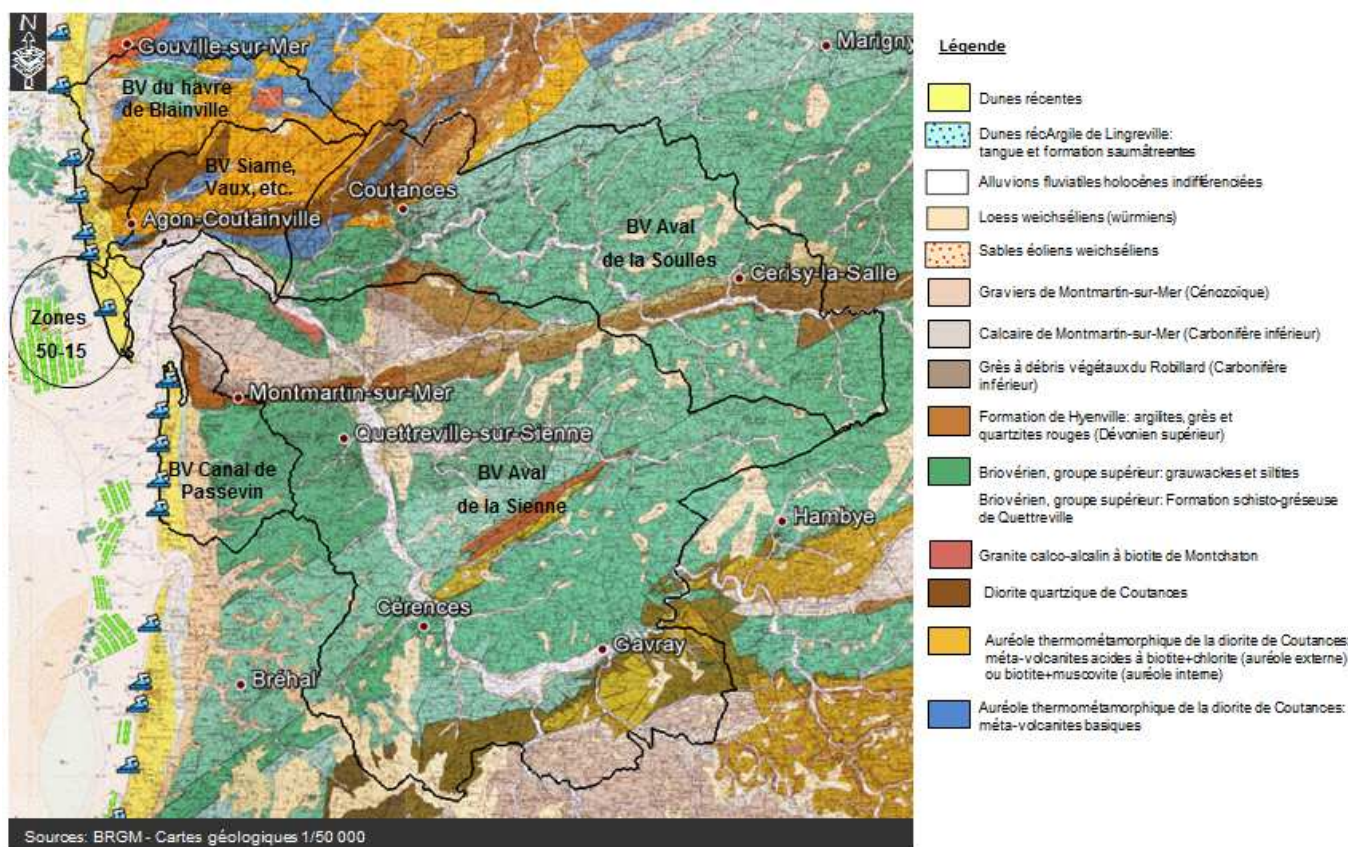 N
Gouville-sur-Mer
Marigny
BV du havre
de Blainville
BV Siame,
Vaux, etc.
Coutances
Agon-Coutainville
BV Aval
de la Soulles
Cerisy-la-Salle
Zones
50-15
Montmartin-sur-Mer
Quettreville-sur-Sienne
BV Canal de
Passevin
BV Aval
de la Sienne
Hambye
Cérences
Gavray
Bréhal
Sources: BRGM - Cartes géologiques 1/50 000
Légende
Dunes récentes
Dunes récArgile de Lingreville:
tangue et formation saumâtreentes
Alluvions fluviatiles holocènes indifférenciées
Loess weichséliens (würmiens)
Sables éoliens weichséliens
Graviers de Montmartin-sur-Mer (Cénozoïque)
Calcaire de Montmartin-sur-Mer (Carbonifère inférieur)
Grès à débris végétaux du Robillard (Carbonifère
inférieur)
Formation de Hyenville: argilites, grès et
quartzites rouges (Dévonien supérieur)
Briovérien, groupe supérieur: grauwackes et siltites
Briovérien, groupe supérieur: Formation schisto-gréseuse
de Quettreville
Granite calco-alcalin à biotite de Montchaton
Diorite quartzique de Coutances
Auréole thermométamorphique de la diorite de Coutances:
méta-volcanites acides à biotite+chlorite (auréole externe)
ou biotite+muscovite (auréole interne)
Auréole thermométamorphique de la diorite de Coutances:
méta-volcanites basiques